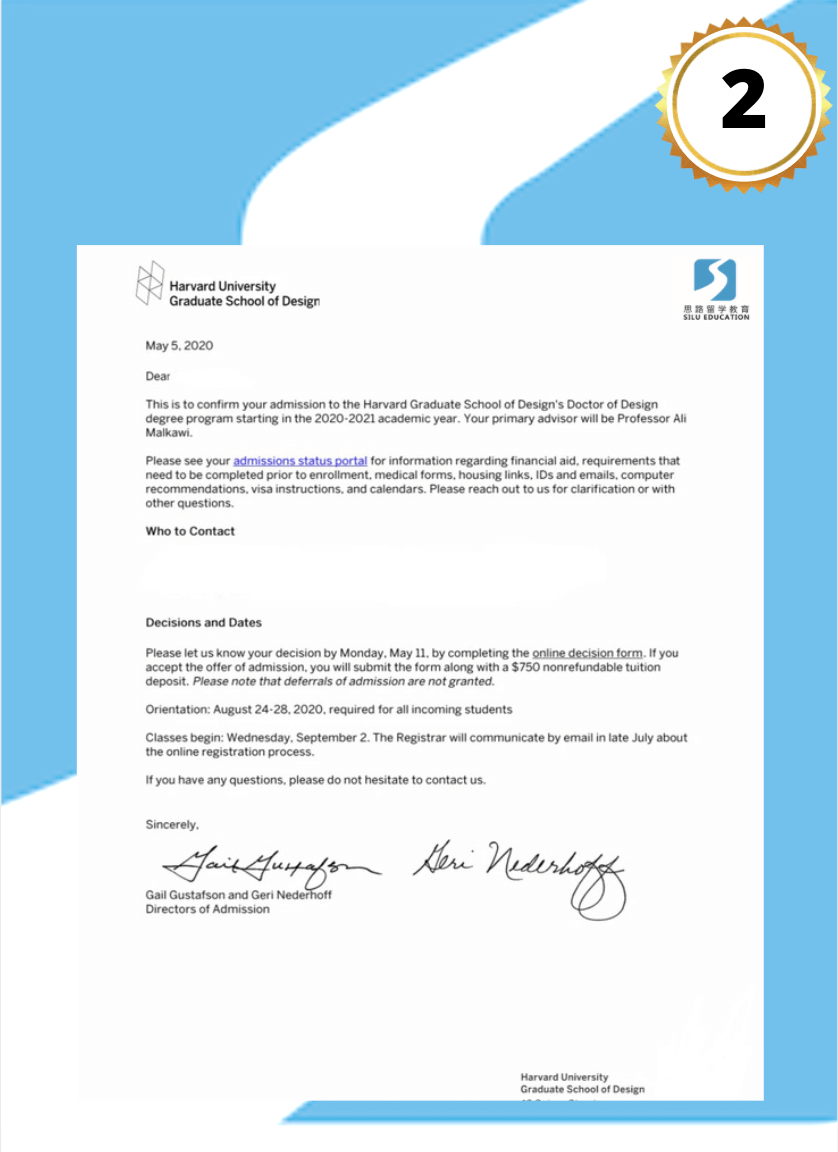 2
Harvard University
Graduate School of Design
思路留学教育
SILU EDUCATION
May 5, 2020
Dear
This is to confirm your admission to the Harvard Graduate School of Design's Doctor of Design
degree program starting in the 2020-2021 academic year. Your primary advisor will be Professor Ali
Malkawi.
Please see your admissions status portal for information regarding financial aid, requirements that
need to be completed prior to enrollment, medical forms, housing links, IDs and emails, computer
recommendations, visa instructions, and calendars. Please reach out to us for clarification or with
other questions.
Who to Contact
Decisions and Dates
Please let us know your decision by Monday, May 11, by completing the online decision form. If you
accept the offer of admission, you will submit the form along with a $750 nonrefundable tuition
deposit. Please note that deferrals of admission are not granted.
Orientation: August 24-28, 2020, required for all incoming students
Classes begin: Wednesday, September 2. The Registrar will communicate by email in late July about
the online registration process.
If you have any questions, please do not hesitate to contact us.
Sincerely,
Gail Gustafson Geri Nederhoff
Gail Gustafson and Geri Nederhoff
Directors of Admission
Harvard University
Graduate School of Design